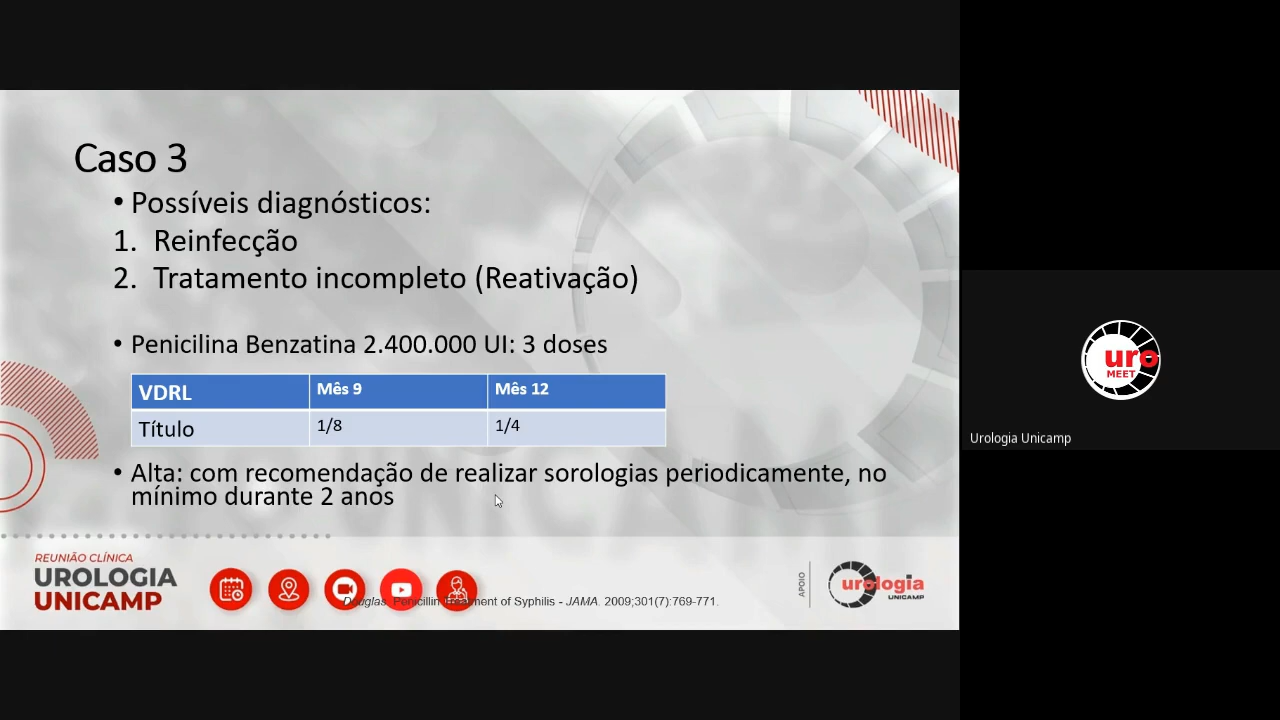 Caso 3
• Possíveis diagnósticos:
1. Reinfecção
2. Tratamento incompleto (Reativação)
• Penicilina Benzatina 2.400.000 UI: 3 doses
VDRL Mês 9 Mês 12
Título 1/8 1/4
• Alta: com recomendação de realizar sorologias periodicamente, no
mínimo durante 2 anos
REUNIÃO CLÍNICA
UROLOGIA
UNICAMP
Douglas. Penicillin Treatment of Syphilis - JAMA. 2009;301(7):769-771.
APOIO
urologia
UNICAMP
uro
MEET
Urologia Unicamp